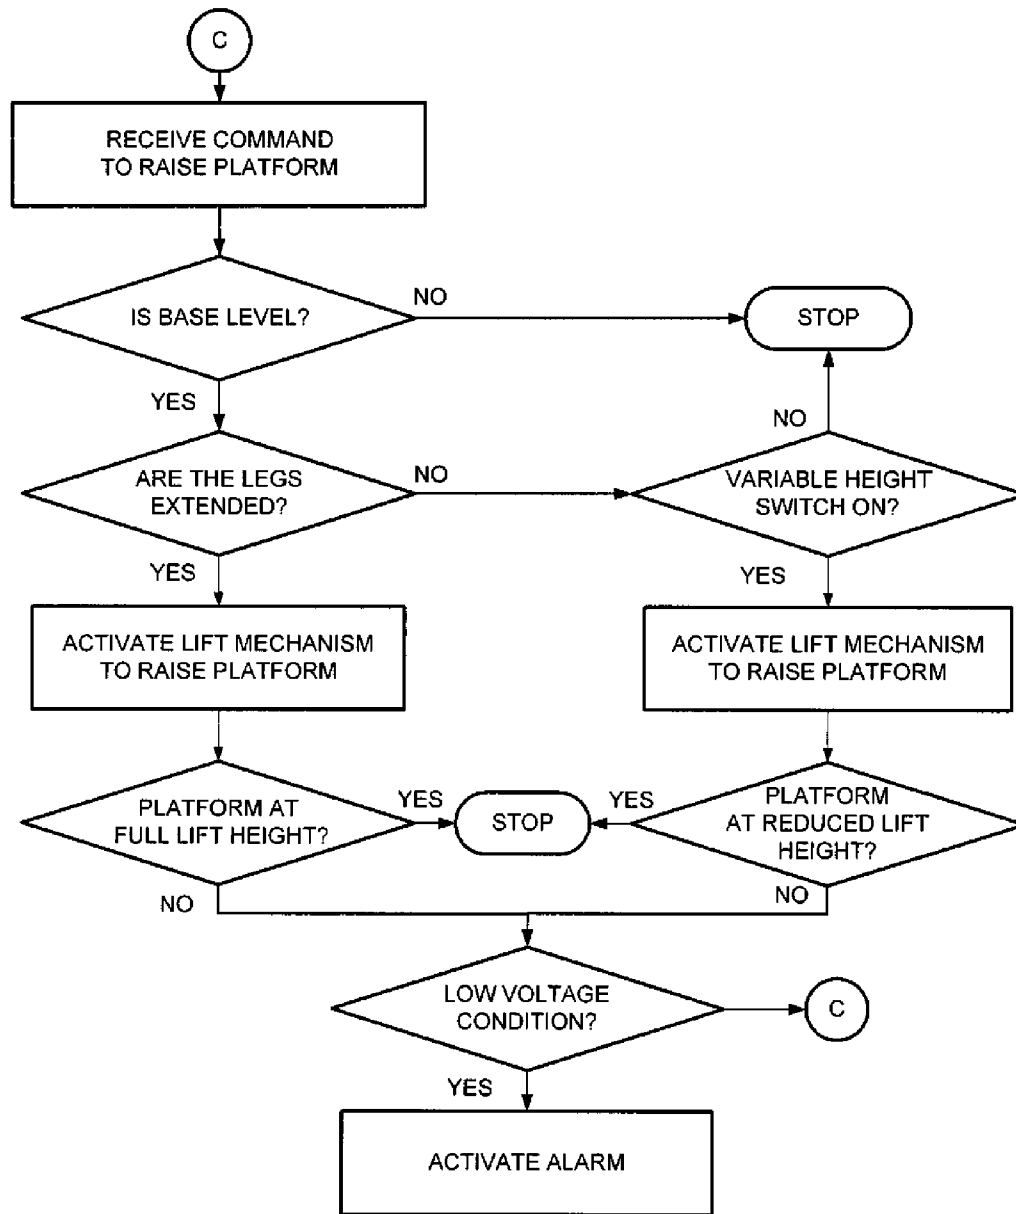 C
RECEIVE COMMAND
TO RAISE PLATFORM
IS BASE LEVEL?
NO
STOP
YES
NO
ARE THE LEGS
EXTENDED?
NO
VARIABLE HEIGHT
SWITCH ON?
YES
YES
ACTIVATE LIFT MECHANISM
TO RAISE PLATFORM
ACTIVATE LIFT MECHANISM
TO RAISE PLATFORM
PLATFORM AT
FULL LIFT HEIGHT?
YES
STOP
YES
PLATFORM
AT REDUCED LIFT
HEIGHT?
NO
NO
LOW VOLTAGE
CONDITION?
C
YES
ACTIVATE ALARM